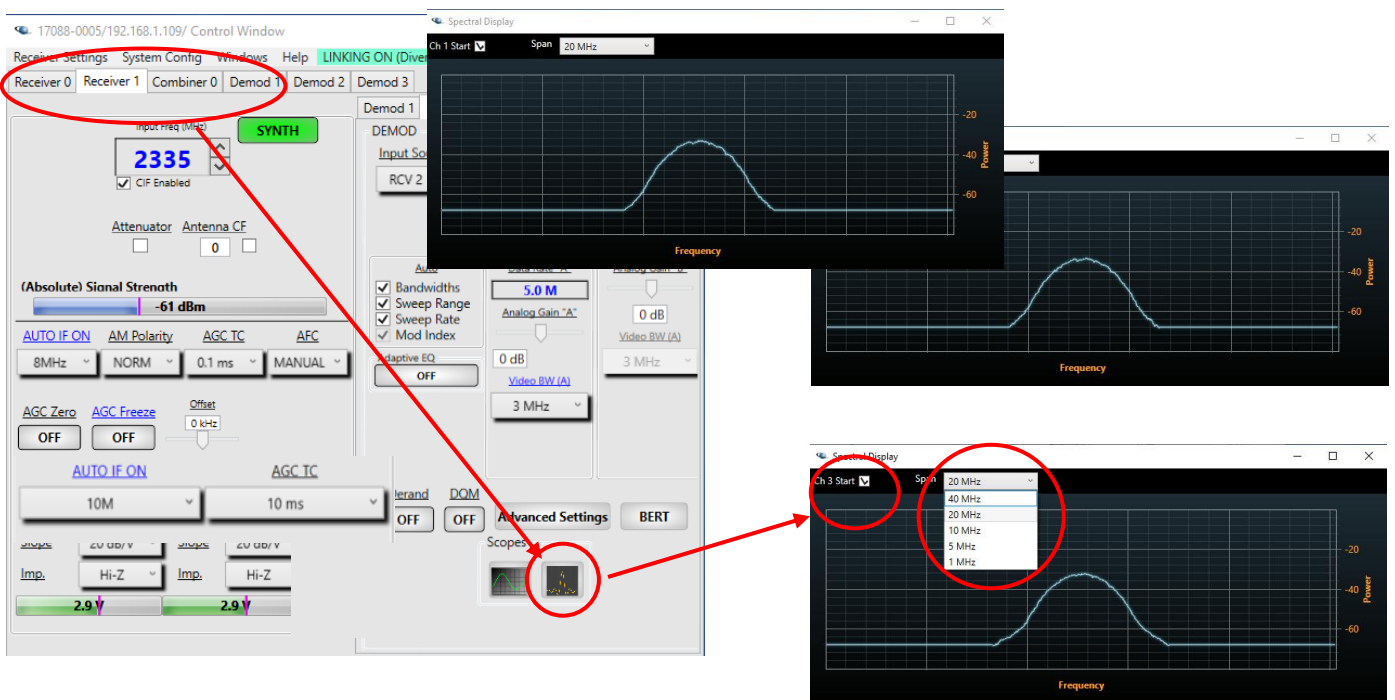 17088-0005/192.168.1.109/ Control Window
Receiver Settings System Config Windows Help LINKING ON (Diver
Receiver 0 Receiver 1 Combiner 0 Demod 1 Demod 2 Demod 3
Input Freq (MHz)
SYNTH
2335
CIF Enabled
Attenuator Antenna CF
0
(Absolute) Signal Strength
-61 dBm
AUTO IF ON AM Polarity AGC TC AFC
8MHz NORM 0.1 ms MANUAL
AGC Zero AGC Freeze Offset
0 kHz
OFF OFF
AUTO IF ON AGC TC
10M 10 ms
Slope 20 dB/V Slope 20 dB/V
Imp. Hi-Z Imp. Hi-Z
2.9 V 2.9 V
Demod 1
DEMOD
Input So
RCV 2
Auto
Bandwidths
Sweep Range
Sweep Rate
Mod Index
Adaptive EQ
OFF
Data Rate "A"
5.0 M
Analog Gain "A"
0 dB
Video BW (A)
3 MHz
Analog Gain "B"
0 dB
Video BW (A)
3 MHz
Derand DQM
OFF OFF
Advanced Settings BERT
Scopes
Spectral Display
Ch 1 Start Span 20 MHz
-20
-40
-60
Power
Frequency
-20
-40
-60
Power
Frequency
Spectral Display
Ch 3 Start Span 20 MHz
40 MHz
20 MHz
10 MHz
5 MHz
1 MHz
-20
-40
-60
Power
Frequency